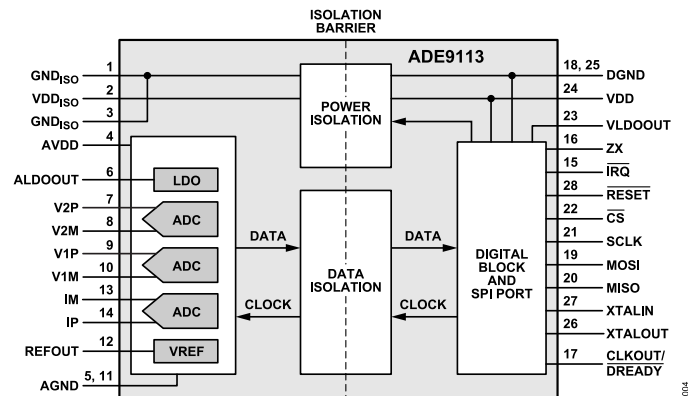 ISOLATION
BARRIER
ADE9113
1
GNDISO
2
VDDISO
3
GNDISO
4
AVDD
6
ALDOOUT
7
V2P
8
V2M
9
V1P
10
V1M
13
IM
14
IP
12
REFOUT
5, 11
AGND
LDO
ADC
ADC
ADC
VREF
DATA
CLOCK
POWER
ISOLATION
DATA
ISOLATION
DATA
CLOCK
DIGITAL
BLOCK
AND
SPI PORT
18, 25
DGND
24
VDD
23
VLDOOUT
16
ZX
15
IRQ
28
RESET
22
CS
21
SCLK
19
MOSI
20
MISO
27
XTALIN
26
XTALOUT
17
CLKOUT/
DREADY
004